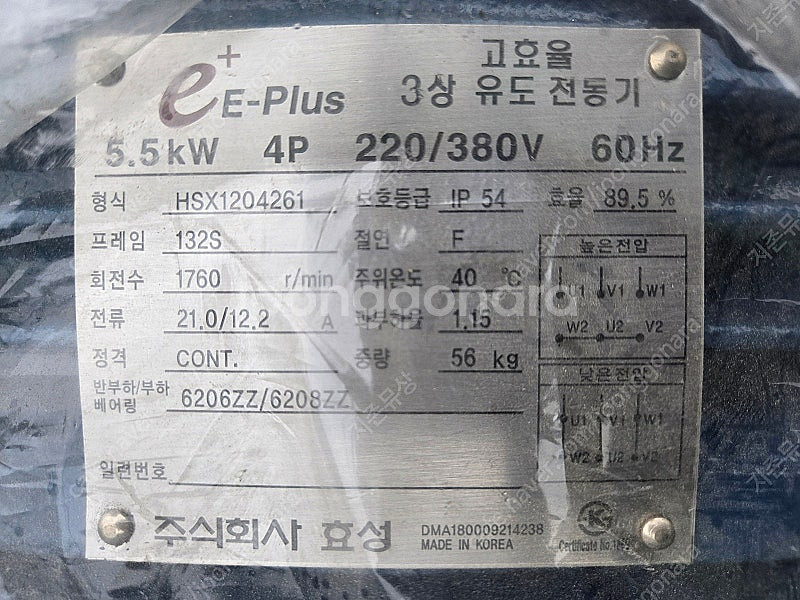 e+ E-Plus
고효율
3상 유도 전동기
5.5kW 4P 220/380V 60Hz
형식 HSX1204261 보호등급 IP 54 효율 89.5 %
프레임 132S 절연 F
회전수 1760 r/min 주위온도 40 ℃
전류 21.0/12.2 A 과부하율 1.15
정격 CONT. 중량 56 kg
반부하/부하
베어링 6206ZZ/6208ZZ
일련번호
높은전압
U1 V1 W1
W2 U2 V2
낮은전압
U1 V1 W1
W2 U2 V2
주식회사 효성
DMA180009214238
MADE IN KOREA
Certificate No.
joonggonara